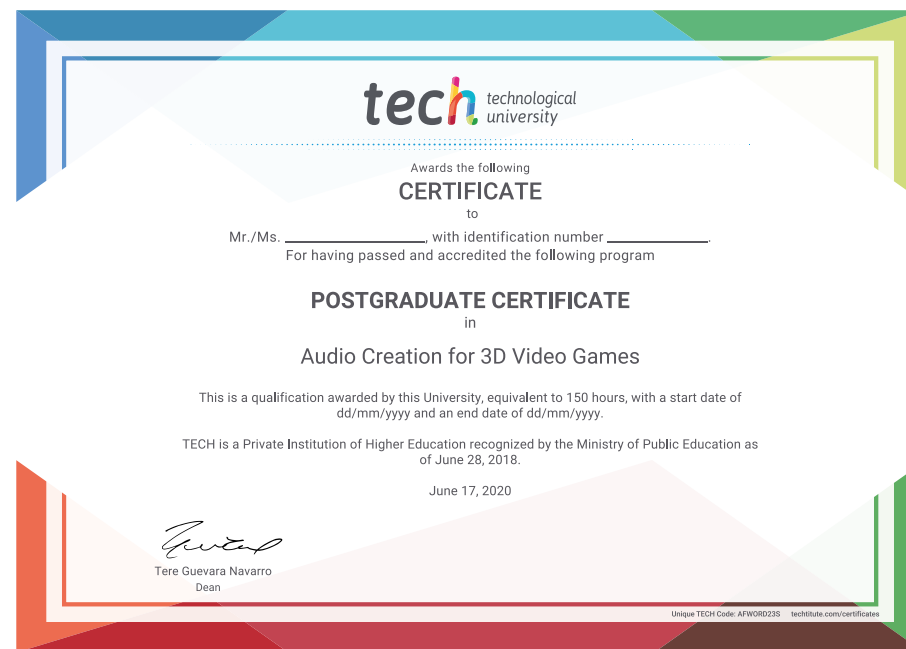 tech technological
university
Awards the following
CERTIFICATE
to
Mr./Ms. ____________________, with identification number ______________.
For having passed and accredited the following program
POSTGRADUATE CERTIFICATE
in
Audio Creation for 3D Video Games
This is a qualification awarded by this University, equivalent to 150 hours, with a start date of
dd/mm/yyyy and an end date of dd/mm/yyyy.
TECH is a Private Institution of Higher Education recognized by the Ministry of Public Education as
of June 28, 2018.
June 17, 2020
Tere Guevara Navarro
Dean
Unique TECH Code: AFWORD23S techtitute.com/certificates